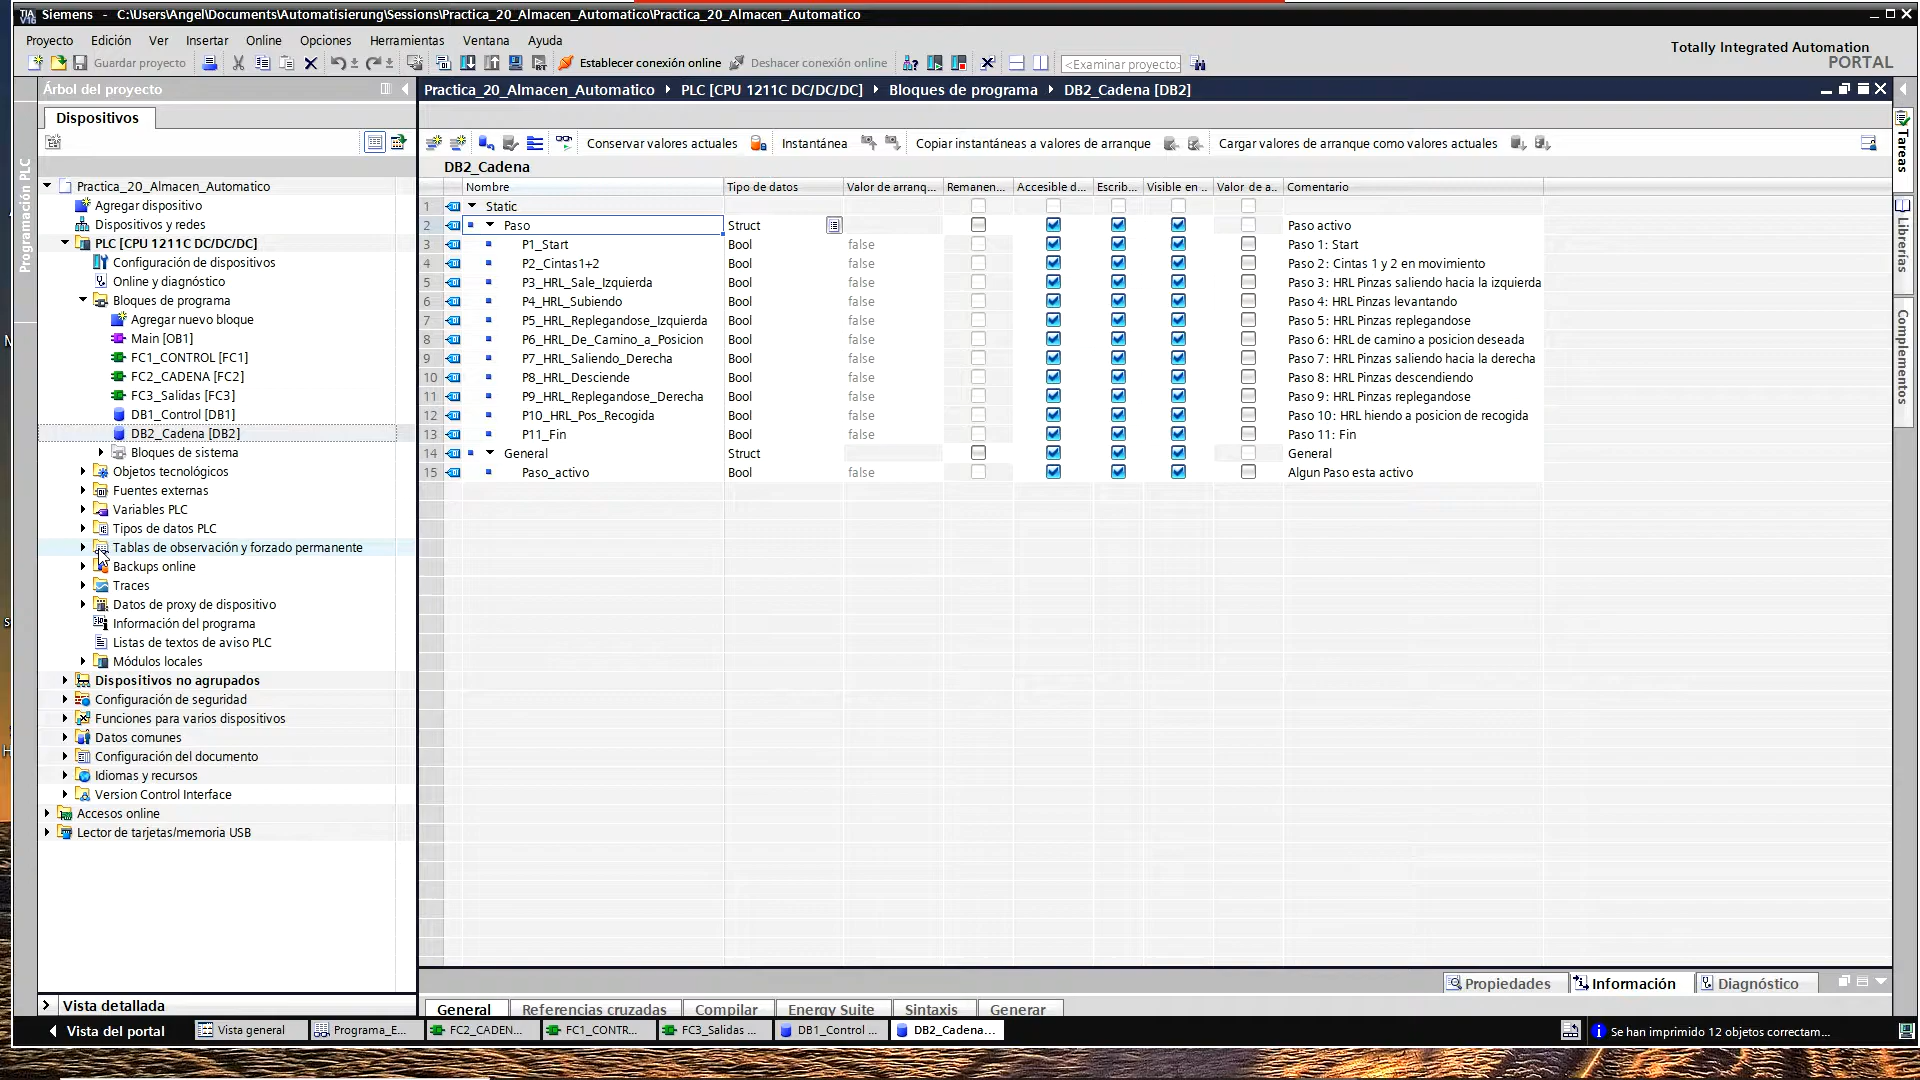 Siemens - C:\Users\Angel\Documents\Automatisierung\Sessions\Practica_20_Almacen_Automatico\Practica_20_Almacen_Automatico
Proyecto Edición Ver Insertar Online Opciones Herramientas Ventana Ayuda
Totally Integrated Automation
PORTAL
Guardar proyecto Establecer conexión online Deshacer conexión online <Examinar proyecto>
Árbol del proyecto
Practica_20_Almacen_Automatico PLC [CPU 1211C DC/DC/DC] Bloques de programa DB2_Cadena [DB2]
Dispositivos
Conservar valores actuales Instantánea Copiar instantáneas a valores de arranque Cargar valores de arranque como valores actuales
Programación PLC
Tareas
Librerías
Complementos
Practica_20_Almacen_Automatico
Agregar dispositivo
Dispositivos y redes
PLC [CPU 1211C DC/DC/DC]
Configuración de dispositivos
Online y diagnóstico
Bloques de programa
Agregar nuevo bloque
Main [OB1]
FC1_CONTROL [FC1]
FC2_CADENA [FC2]
FC3_Salidas [FC3]
DB1_Control [DB1]
DB2_Cadena [DB2]
Bloques de sistema
Objetos tecnológicos
Fuentes externas
Variables PLC
Tipos de datos PLC
Tablas de observación y forzado permanente
Backups online
Traces
Datos de proxy de dispositivo
Información del programa
Listas de textos de aviso PLC
Módulos locales
Dispositivos no agrupados
Configuración de seguridad
Funciones para varios dispositivos
Datos comunes
Configuración del documento
Idiomas y recursos
Version Control Interface
Accesos online
Lector de tarjetas/memoria USB
Vista detallada
DB2_Cadena
Nombre Tipo de datos Valor de arranq... Remanen... Accesible d... Escrib... Visible en .. Valor de a.. Comentario
1 Static
2 Paso Struct Paso activo
3 P1_Start Bool false Paso 1: Start
4 P2_Cintas1+2 Bool false Paso 2: Cintas 1 y 2 en movimiento
5 P3_HRL_Sale_Izquierda Bool false Paso 3: HRL Pinzas saliendo hacia la izquierda
6 P4_HRL_Subiendo Bool false Paso 4: HRL Pinzas levantando
7 P5_HRL_Replegandose_Izquierda Bool false Paso 5: HRL Pinzas replegandose
8 P6_HRL_De_Camino_a_Posicion Bool false Paso 6: HRL de camino a posicion deseada
9 P7_HRL_Saliendo_Derecha Bool false Paso 7: HRL Pinzas saliendo hacia la derecha
10 P8_HRL_Desciende Bool false Paso 8: HRL Pinzas descendiendo
11 P9_HRL_Replegandose_Derecha Bool false Paso 9: HRL Pinzas replegandose
12 P10_HRL_Pos_Recogida Bool false Paso 10: HRL hiendo a posicion de recogida
13 P11_Fin Bool false Paso 11: Fin
14 General Struct General
15 Paso_activo Bool false Algun Paso esta activo
Propiedades Información Diagnóstico
General Referencias cruzadas Compilar Energy Suite Sintaxis Generar
Vista del portal Vista general Programa_E... FC2_CADEN... FC1_CONTR... FC3_Salidas ... DB1_Control ... DB2_Cadena... Se han imprimido 12 objetos correctam...